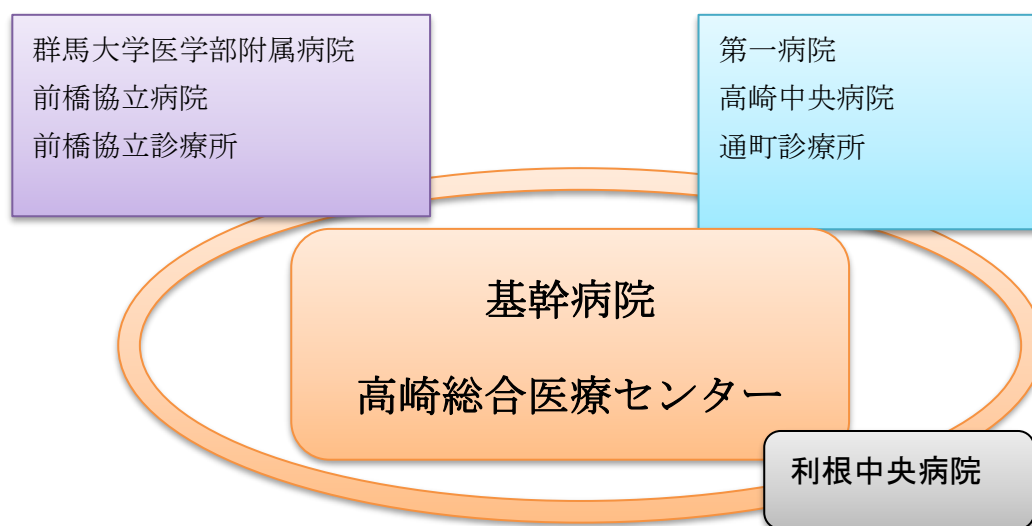 群馬大学医学部附属病院
前橋協立病院
前橋協立診療所
第一病院
高崎中央病院
通町診療所
基幹病院
高崎総合医療センター
利根中央病院